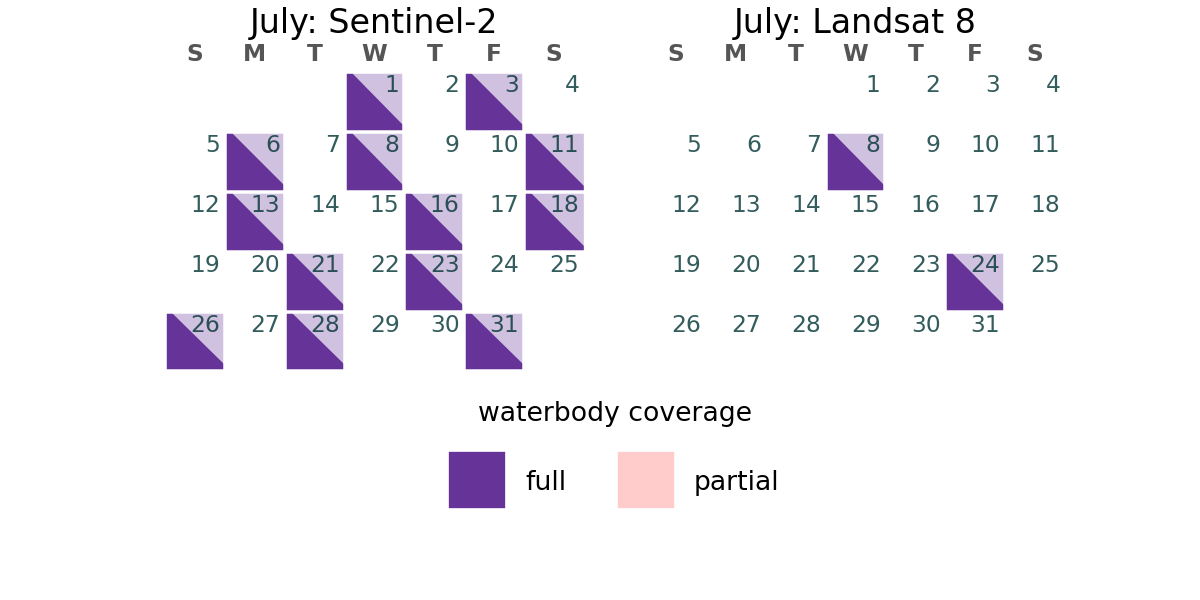 July: Sentinel-2
S M T W T F S
1 2 3 4
5 6 7 8 9 10 11
12 13 14 15 16 17 18
19 20 21 22 23 24 25
26 27 28 29 30 31
July: Landsat 8
S M T W T F S
1 2 3 4
5 6 7 8 9 10 11
12 13 14 15 16 17 18
19 20 21 22 23 24 25
26 27 28 29 30 31
waterbody coverage
full
partial